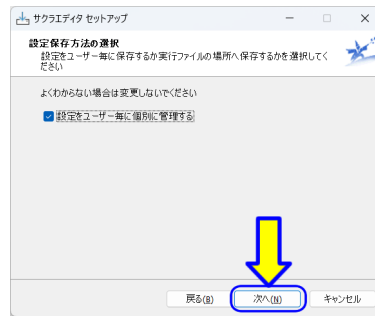 サクラエディタ セットアップ
設定保存方法の選択
設定をユーザー毎に保存するか実行ファイルの場所へ保存するかを選択してく
ださい
よくわからない場合は変更しないでください
設定をユーザー毎に個別に管理する
戻る(B) 次へ(N) キャンセル